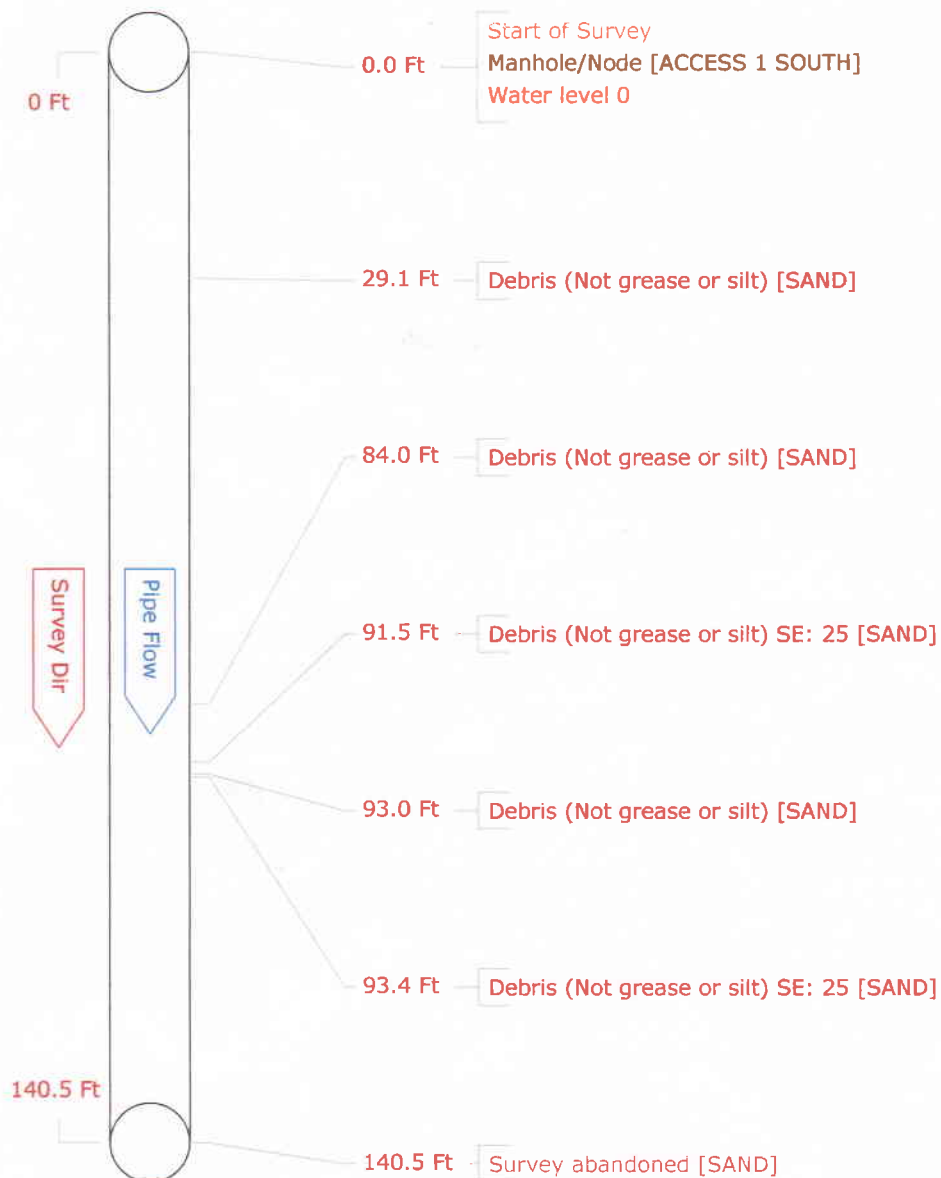 Start of Survey
0.0 Ft
Manhole/Node [ACCESS 1 SOUTH]
Water level 0
0 Ft
29.1 Ft
Debris (Not grease or silt) [SAND]
84.0 Ft
Debris (Not grease or silt) [SAND]
Survey Dir
Pipe Flow
91.5 Ft
Debris (Not grease or silt) SE: 25 [SAND]
93.0 Ft
Debris (Not grease or silt) [SAND]
93.4 Ft
Debris (Not grease or silt) SE: 25 [SAND]
140.5 Ft
140.5 Ft
Survey abandoned [SAND]